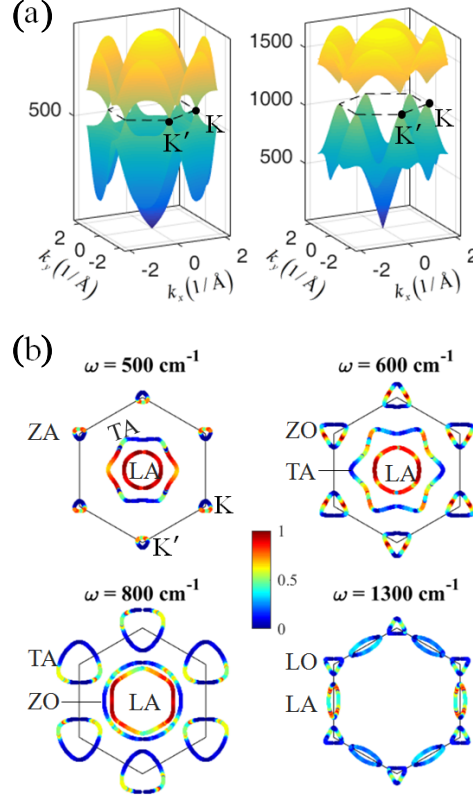 (a)
500
K
K′
2
0
-2
k_y(1/Å)
-2
0
2
k_x(1/Å)
1500
1000
500
K
K′
2
0
-2
k_y(1/Å)
-2
0
2
k_x(1/Å)
(b)
ω = 500 cm⁻¹
ZA
TA
LA
K
K′
ω = 600 cm⁻¹
ZO
TA
LA
1
0.5
0
ω = 800 cm⁻¹
TA
ZO
LA
ω = 1300 cm⁻¹
LO
LA